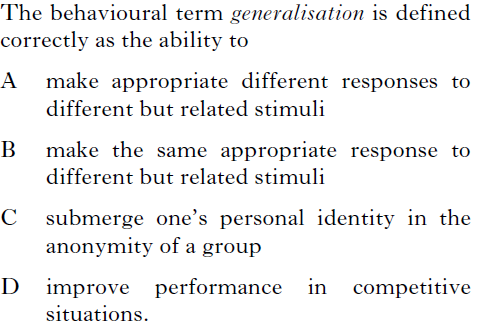 The behavioural term generalisation is defined
correctly as the ability to
A make appropriate different responses to
different but related stimuli
B make the same appropriate response to
different but related stimuli
C submerge one's personal identity in the
anonymity of a group
D improve performance in competitive
situations.